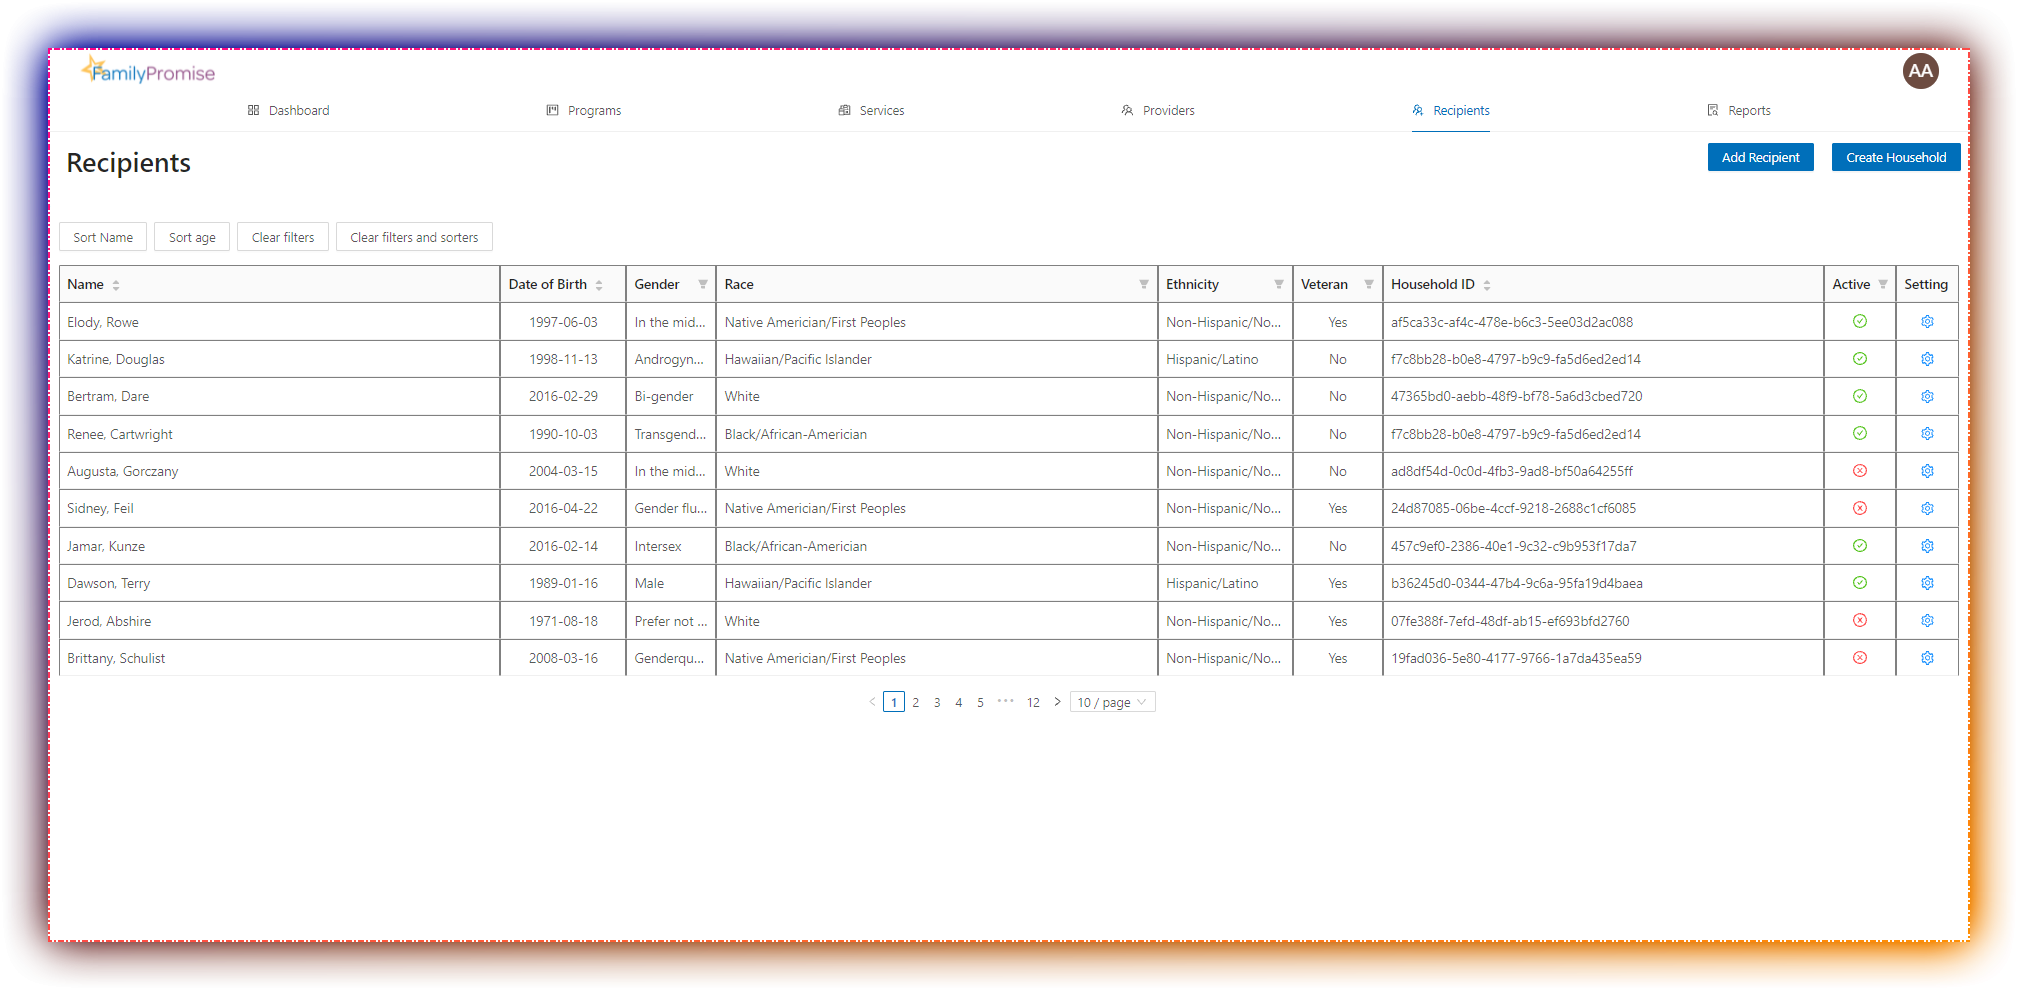 FamilyPromise
AA
Dashboard Programs Services Providers Recipients Reports
Recipients
Add Recipient Create Household
Sort Name Sort age Clear filters Clear filters and sorters
Name Date of Birth Gender Race Ethnicity Veteran Household ID Active Setting
Elody, Rowe 1997-06-03 In the mid... Native Americian/First Peoples Non-Hispanic/No... Yes af5ca33c-af4c-478e-b6c3-5ee03d2ac088
Katrine, Douglas 1998-11-13 Androgyn... Hawaiian/Pacific Islander Hispanic/Latino No f7c8bb28-b0e8-4797-b9c9-fa5d6ed2ed14
Bertram, Dare 2016-02-29 Bi-gender White Non-Hispanic/No... No 47365bd0-aebb-48f9-bf78-5a6d3cbed720
Renee, Cartwright 1990-10-03 Transgend... Black/African-Americian Non-Hispanic/No... No f7c8bb28-b0e8-4797-b9c9-fa5d6ed2ed14
Augusta, Gorczany 2004-03-15 In the mid... White Non-Hispanic/No... No ad8df54d-0c0d-4fb3-9ad8-bf50a64255ff
Sidney, Feil 2016-04-22 Gender flu... Native Americian/First Peoples Non-Hispanic/No... Yes 24d87085-06be-4ccf-9218-2688c1cf6085
Jamar, Kunze 2016-02-14 Intersex Black/African-Americian Non-Hispanic/No... No 457c9ef0-2386-40e1-9c32-c9b953f17da7
Dawson, Terry 1989-01-16 Male Hawaiian/Pacific Islander Hispanic/Latino Yes b36245d0-0344-47b4-9c6a-95fa19d4baea
Jerod, Abshire 1971-08-18 Prefer not ... White Non-Hispanic/No... Yes 07fe388f-7efd-48df-ab15-ef693bfd2760
Brittany, Schulist 2008-03-16 Genderqu... Native Americian/First Peoples Non-Hispanic/No... Yes 19fad036-5e80-4177-9766-1a7da435ea59
< 1 2 3 4 5 ••• 12 > 10 / page